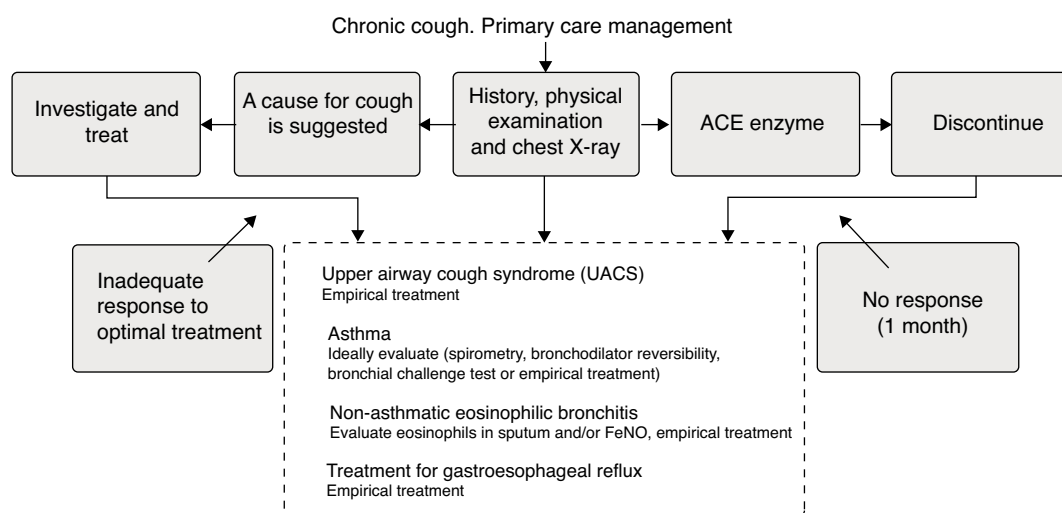 Chronic cough. Primary care management
Investigate and
treat
A cause for cough
is suggested
History, physical
examination
and chest X-ray
ACE enzyme
Discontinue
Inadequate
response to
optimal treatment
No response
(1 month)
Upper airway cough syndrome (UACS)
Empirical treatment
Asthma
Ideally evaluate (spirometry, bronchodilator reversibility,
bronchial challenge test or empirical treatment)
Non-asthmatic eosinophilic bronchitis
Evaluate eosinophils in sputum and/or FeNO, empirical treatment
Treatment for gastroesophageal reflux
Empirical treatment